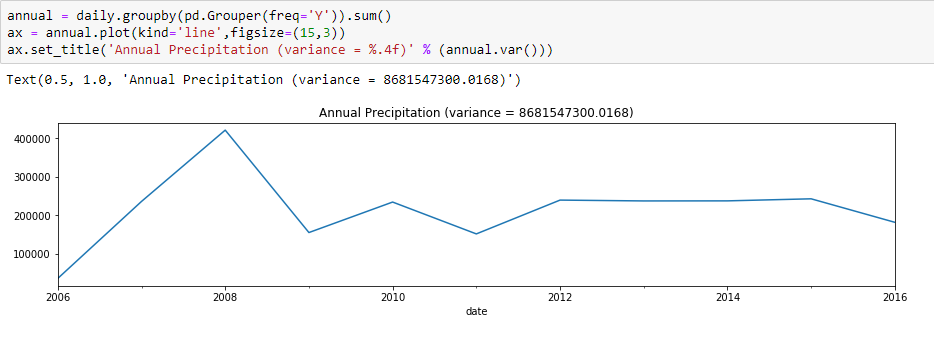 annual = daily.groupby(pd.Grouper(freq='Y')).sum()
ax = annual.plot(kind='line',figsize=(15,3))
ax.set_title('Annual Precipitation (variance = %.4f)' % (annual.var()))
Text(0.5, 1.0, 'Annual Precipitation (variance = 8681547300.0168)')
Annual Precipitation (variance = 8681547300.0168)
400000
300000
200000
100000
2006 2008 2010 2012 2014 2016
date